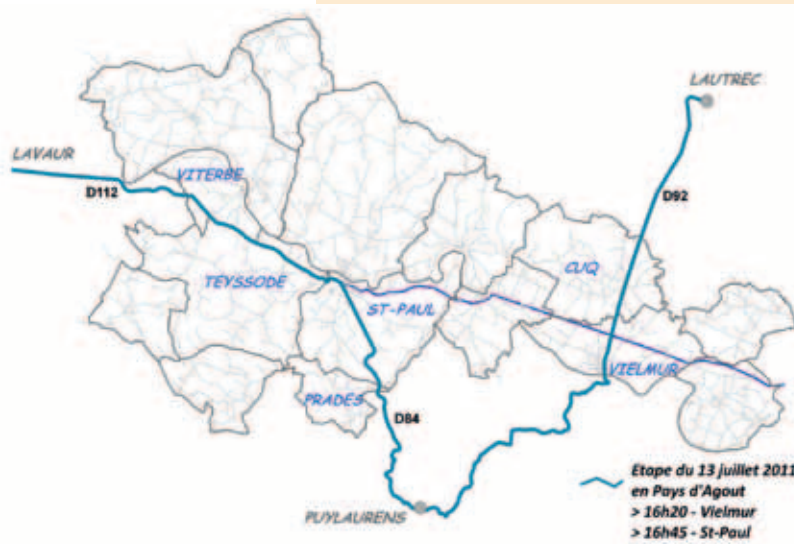 LAUTREC
LAVAUR
VITERBE
D112
D92
TEYSSODE
CUQ
ST-PAUL
VIELMUR
PRADES
D84
PUYLAURENS
Etape du 13 juillet 2011
en Pays d'Agout
> 16h20 - Vielmur
> 16h45 - St-Paul